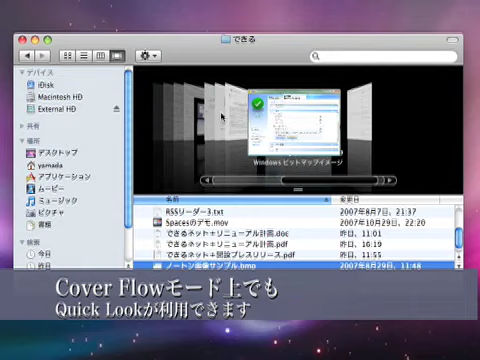 できる
デバイス
iDisk
Macintosh HD
External HD
共有
場所
デスクトップ
yamada
アプリケーション
ムービー
ミュージック
ピクチャ
書類
検索
今日
昨日
Windows ビットマップイメージ
名前 変更日
RSSリーダー3.txt 2007年8月7日、21:37
Spacesのデモ.mov 2007年10月29日、22:20
できるネット+リニューアル計画.doc 昨日、11:01
できるネット+リニューアル計画.pdf 昨日、16:19
できるネット+開設プレスリリース.pdf 昨日、11:55
ノートン画像サンプル.bmp 2007年8月29日、11:48
Cover Flowモード上でも
Quick Lookが利用できます